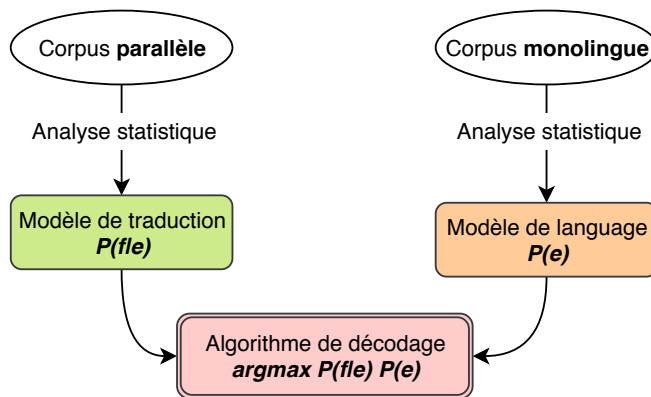 Corpus parallèle
Corpus monolingue
Analyse statistique
Analyse statistique
Modèle de traduction
P(f|e)
Modèle de language
P(e)
Algorithme de décodage
argmax P(f|e) P(e)